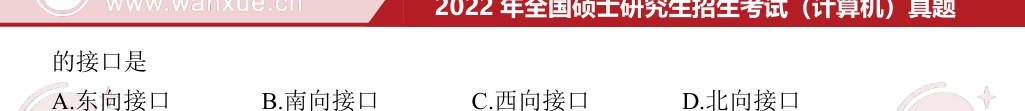 www.wanxue.cn
2022 年全国硕士研究生招生考试（计算机）真题
的接口是
A.东向接口 B.南向接口 C.西向接口 D.北向接口